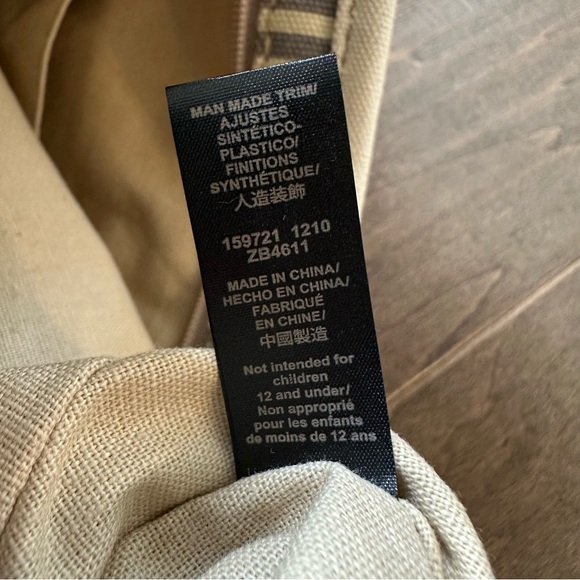 MAN MADE TRIM/
AJUSTES
SINTÉTICO-
PLASTICO/
FINITIONS
SYNTHÉTIQUE/
人造装飾
159721 1210
ZB4611
MADE IN CHINA/
HECHO EN CHINA/
FABRIQUÉ
EN CHINE/
中國製造
Not intended for
children
12 and under/
Non approprié
pour les enfants
de moins de 12 ans